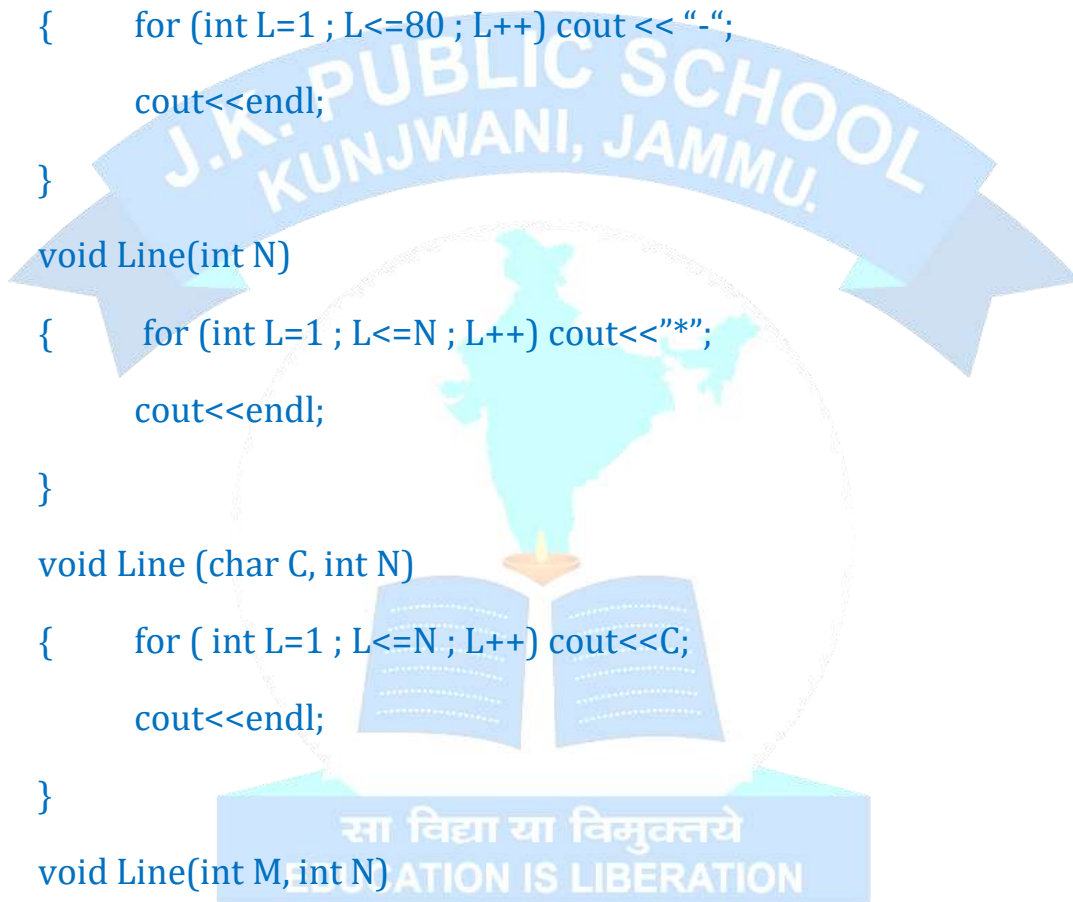 { for (int L=1 ; L<=80 ; L++) cout << “-“;
J.K. PUBLIC SCHOOL
cout<<endl;
KUNJWANI, JAMMU.
}
void Line(int N)
{ for (int L=1 ; L<=N ; L++) cout<<”*”;
cout<<endl;
}
void Line (char C, int N)
{ for ( int L=1 ; L<=N ; L++) cout<<C;
cout<<endl;
}
सा विद्या या विमुक्तये
void Line(int M, int N)
EDUCATION IS LIBERATION